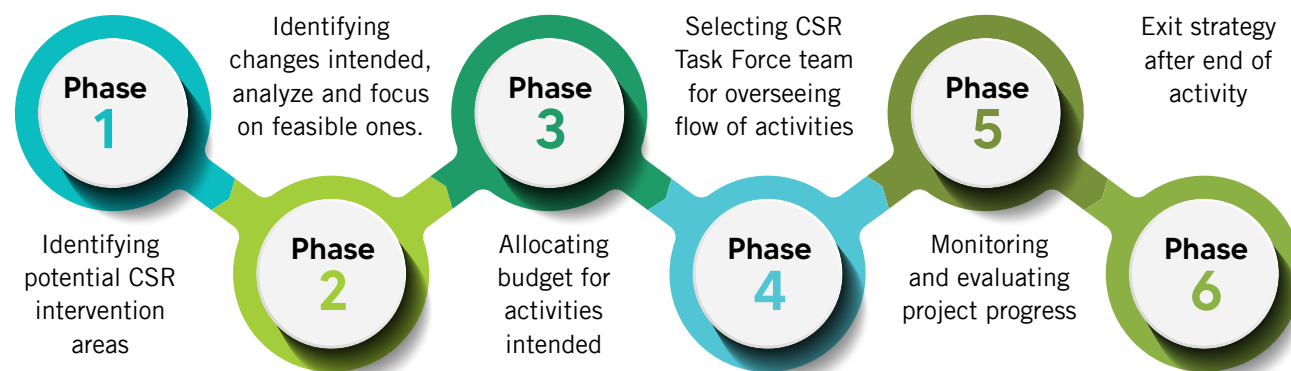 Phase
1
Identifying
potential CSR
intervention
areas
Identifying
changes intended,
analyze and focus
on feasible ones.
Phase
2
Phase
3
Allocating
budget for
activities
intended
Selecting CSR
Task Force team
for overseeing
flow of activities
Phase
4
Phase
5
Monitoring
and evaluating
project progress
Exit strategy
after end of
activity
Phase
6